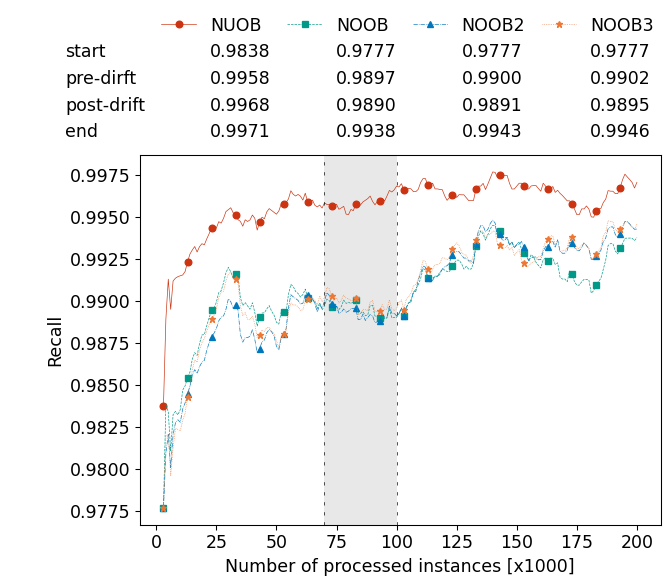 NUOB NOOB NOOB2 NOOB3
start 0.9838 0.9777 0.9777 0.9777
pre-dirft 0.9958 0.9897 0.9900 0.9902
post-drift 0.9968 0.9890 0.9891 0.9895
end 0.9971 0.9938 0.9943 0.9946
0.9975
0.9950
0.9925
0.9900
0.9875
0.9850
0.9825
0.9800
0.9775
Recall
0 25 50 75 100 125 150 175 200
Number of processed instances [x1000]